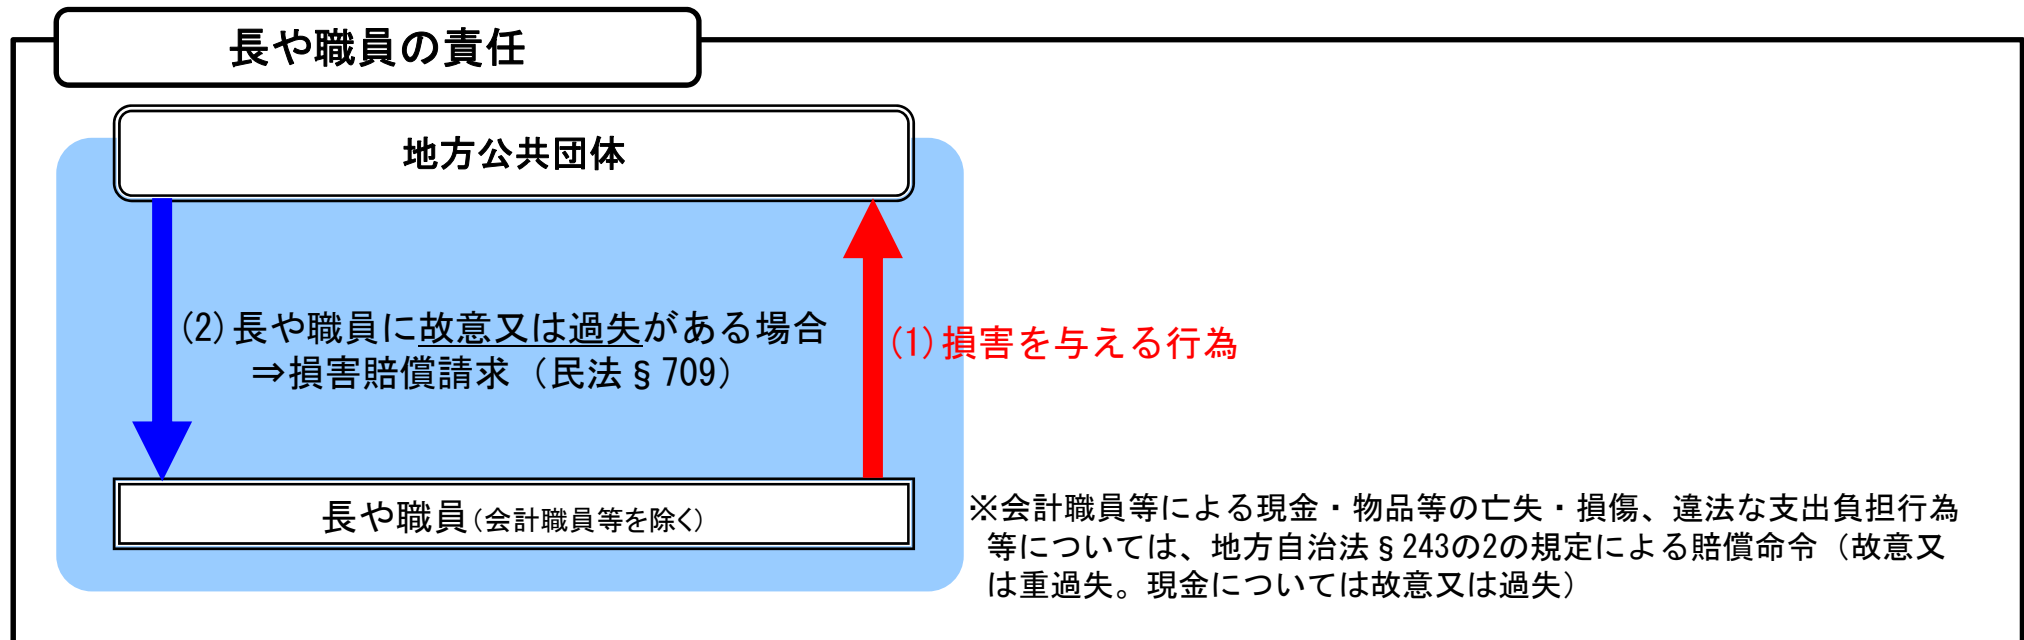 長や職員の責任
地方公共団体
(2)長や職員に故意又は過失がある場合
⇒損害賠償請求（民法§709）
(1)損害を与える行為
長や職員(会計職員等を除く)
※会計職員等による現金・物品等の亡失・損傷、違法な支出負担行為
等については、地方自治法§243の2の規定による賠償命令（故意又
は重過失。現金については故意又は過失）